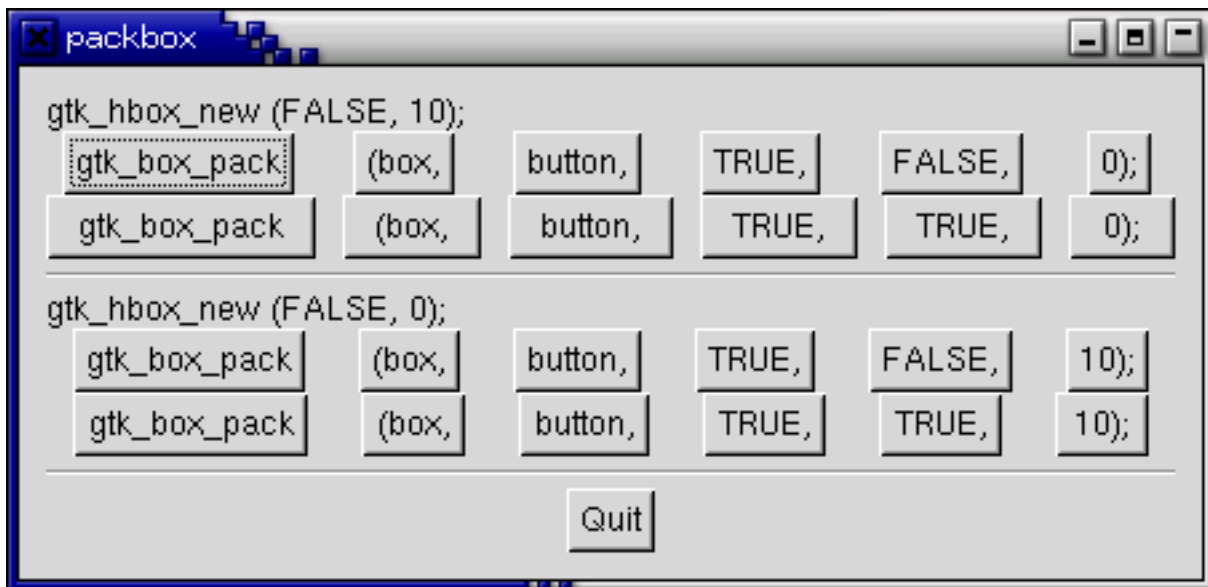 packbox
gtk_hbox_new (FALSE, 10);
gtk_box_pack (box, button, TRUE, FALSE, 0);
gtk_box_pack (box, button, TRUE, TRUE, 0);
gtk_hbox_new (FALSE, 0);
gtk_box_pack (box, button, TRUE, FALSE, 10);
gtk_box_pack (box, button, TRUE, TRUE, 10);
Quit